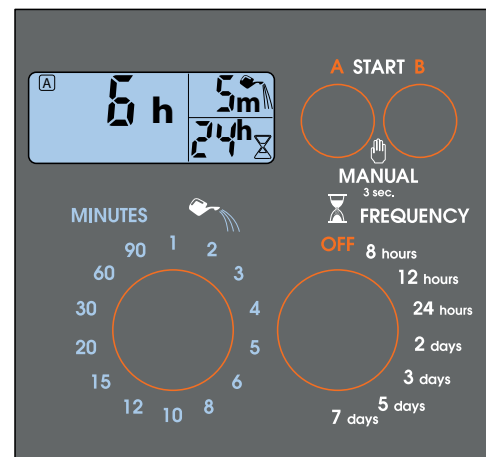 A START B
A
6 h
5m
24h
MANUAL
3 sec.
FREQUENCY
MINUTES
1
2
3
4
5
6
8
10
12
15
20
30
60
90
OFF
8 hours
12 hours
24 hours
2 days
3 days
5 days
7 days